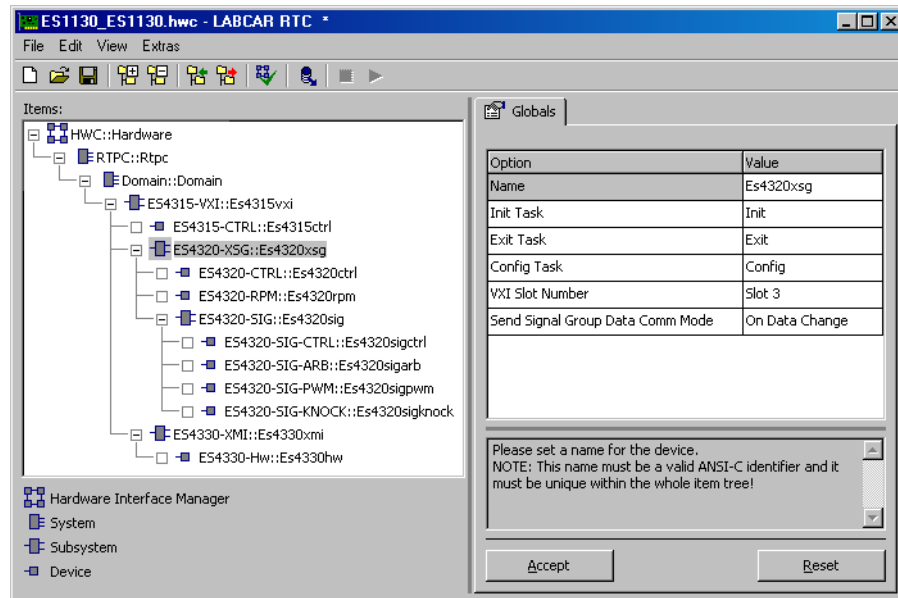 ES1130_ES1130.hwc - LABCAR RTC *
File Edit View Extras
Items:
HWC::Hardware
RTPC::Rtpc
Domain::Domain
ES4315-VXI::Es4315vxi
ES4315-CTRL::Es4315ctrl
ES4320-XSG::Es4320xsg
ES4320-CTRL::Es4320ctrl
ES4320-RPM::Es4320rpm
ES4320-SIG::Es4320sig
ES4320-SIG-CTRL::Es4320sigctrl
ES4320-SIG-ARB::Es4320sigarb
ES4320-SIG-PWM::Es4320sigpwm
ES4320-SIG-KNOCK::Es4320sigknock
ES4330-XMI::Es4330xmi
ES4330-Hw::Es4330hw
Hardware Interface Manager
System
Subsystem
Device
Globals
Option Value
Name Es4320xsg
Init Task Init
Exit Task Exit
Config Task Config
VXI Slot Number Slot 3
Send Signal Group Data Comm Mode On Data Change
Please set a name for the device.
NOTE: This name must be a valid ANSI-C identifier and it
must be unique within the whole item tree!
Accept Reset